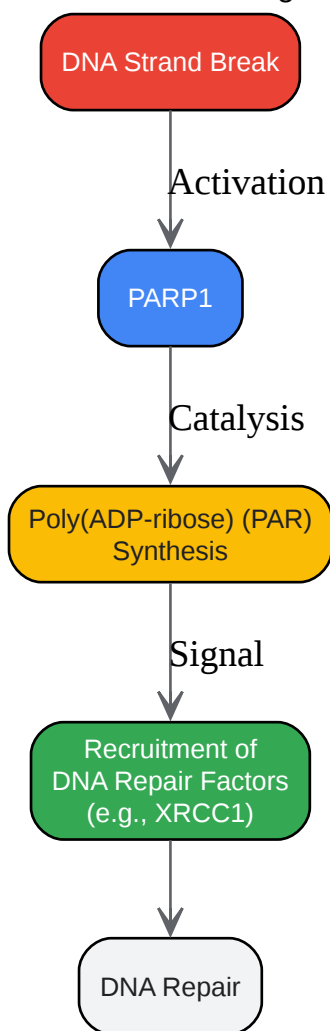 DNA Strand Break
Activation
PARP1
Catalysis
Poly(ADP-ribose) (PAR)
Synthesis
Signal
Recruitment of
DNA Repair Factors
(e.g., XRCC1)
DNA Repair